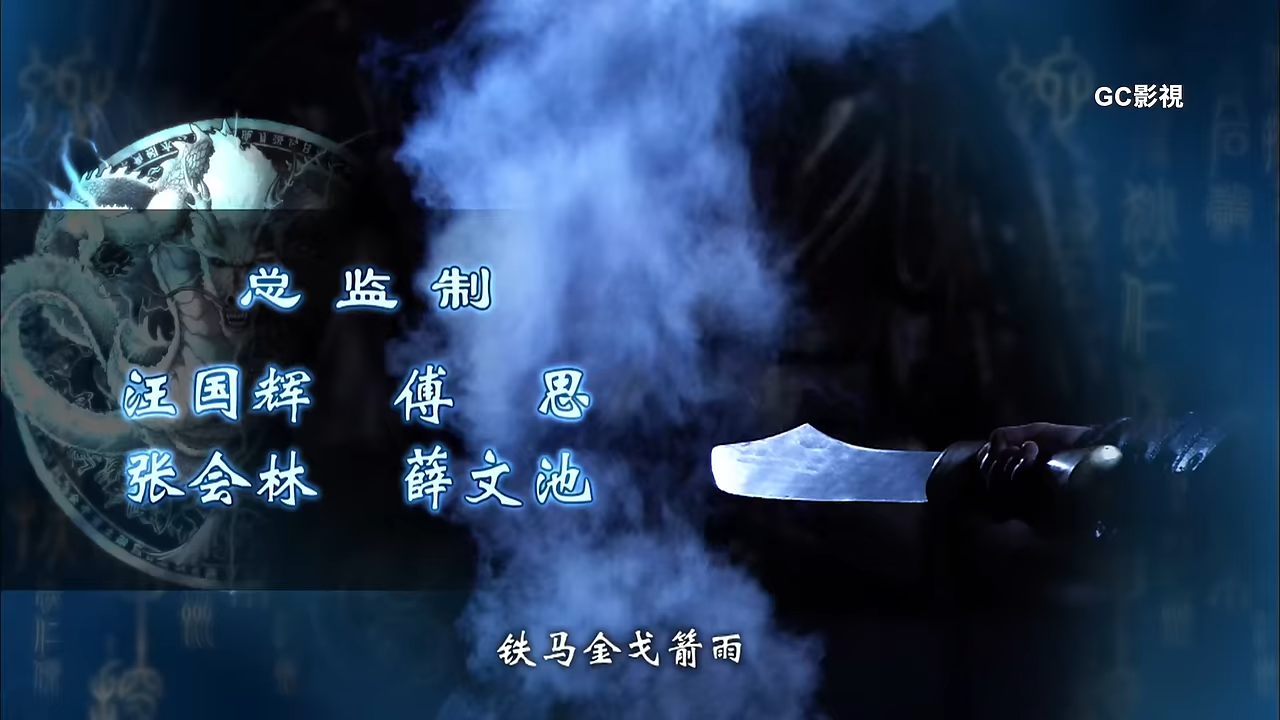 GC影視
总监制
汪国辉 傅思
张会林 薛文池
铁马金戈箭雨